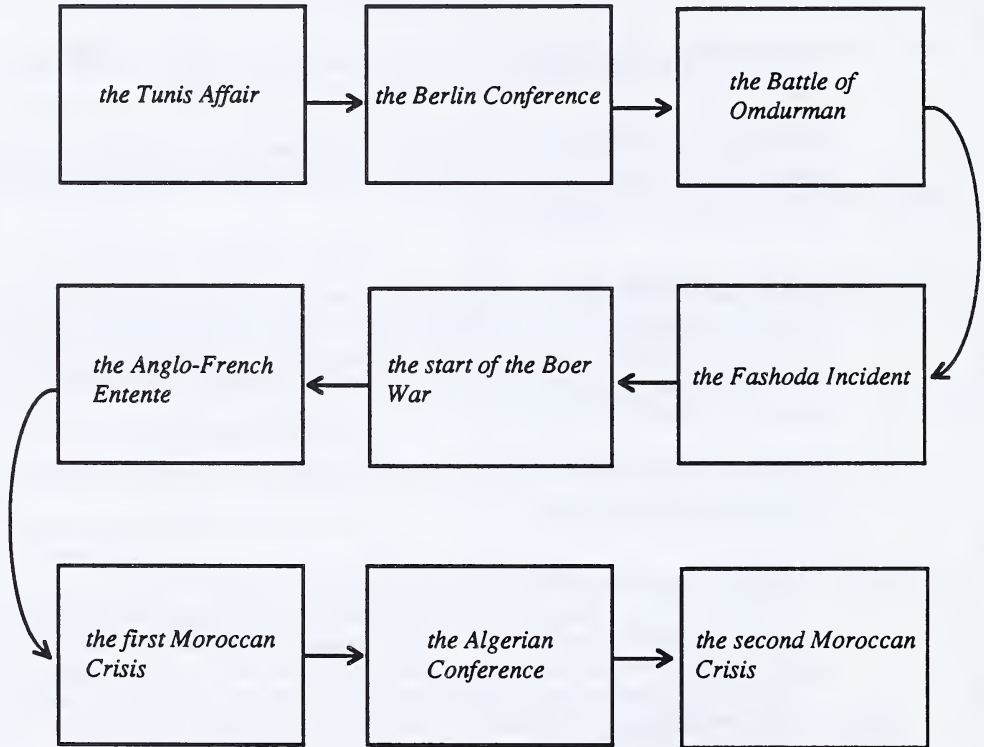 the Tunis Affair
the Berlin Conference
the Battle of
Omdurman
the Fashoda Incident
the start of the Boer
War
the Anglo-French
Entente
the first Moroccan
Crisis
the Algerian
Conference
the second Moroccan
Crisis